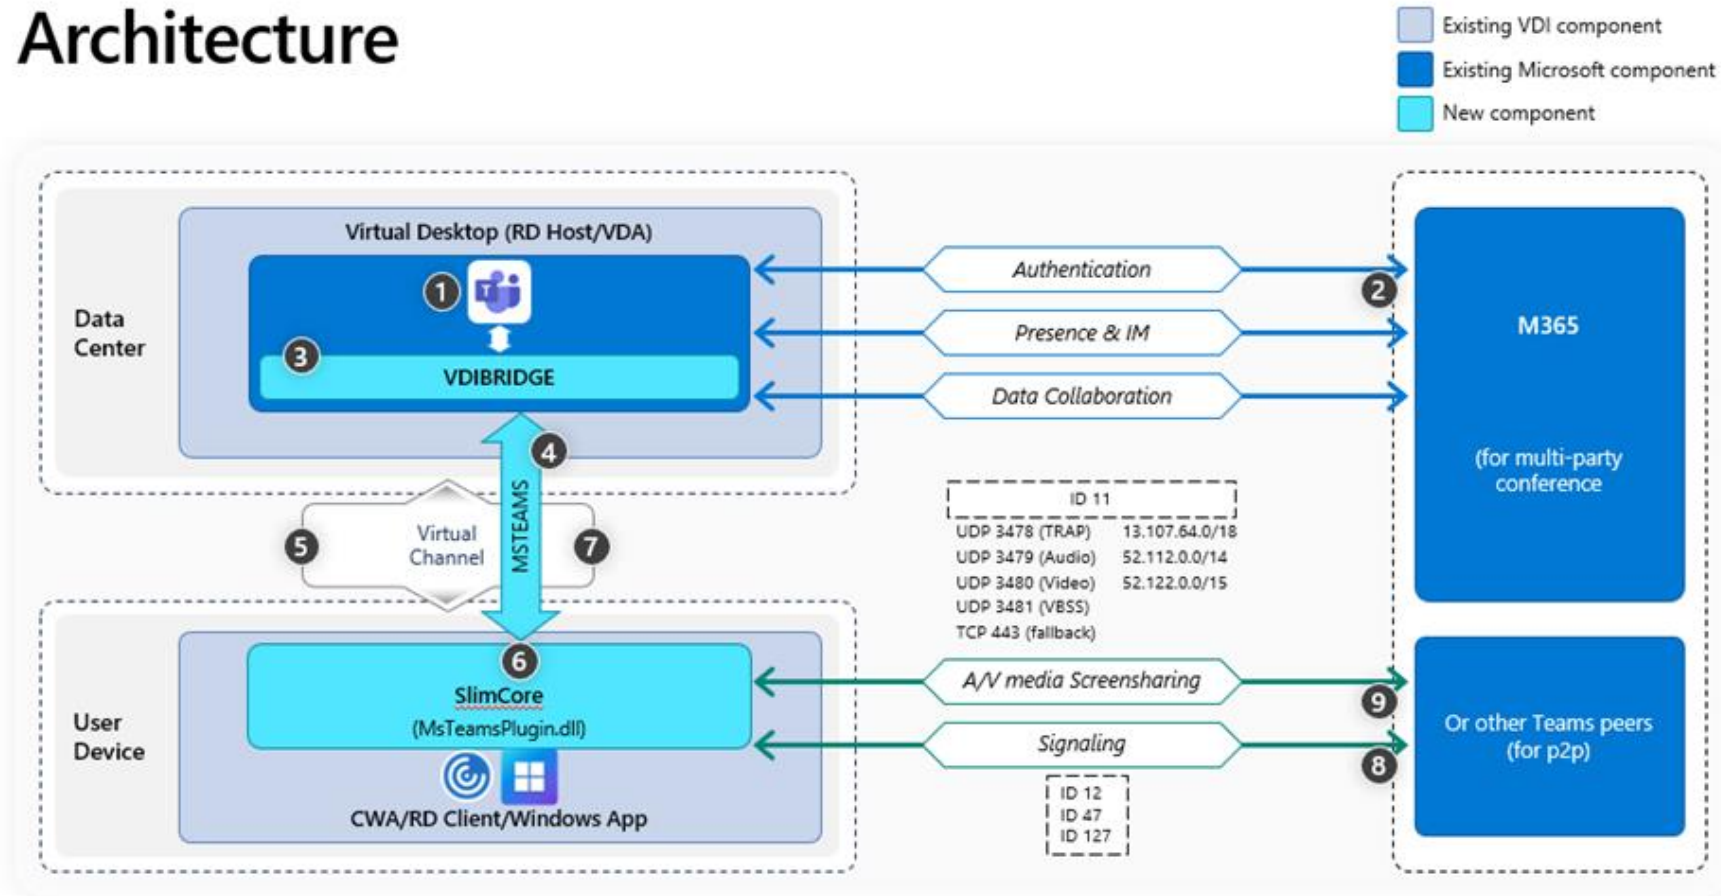 Architecture
Existing VDI component
Existing Microsoft component
New component
Data
Center
Virtual Desktop (RD Host/VDA)
1
T
3
VDIBRIDGE
4
MSTEAMS
5
Virtual
Channel
7
User
Device
6
SlimCore
(MsTeamsPlugin.dll)
CWA/RD Client/Windows App
Authentication
2
Presence & IM
Data Collaboration
ID 11
UDP 3478 (TRAP) 13.107.64.0/18
UDP 3479 (Audio) 52.112.0.0/14
UDP 3480 (Video) 52.122.0.0/15
UDP 3481 (VBSS)
TCP 443 (fallback)
A/V media Screensharing
9
Signaling
8
ID 12
ID 47
ID 127
M365
(for multi-party
conference
Or other Teams peers
(for p2p)